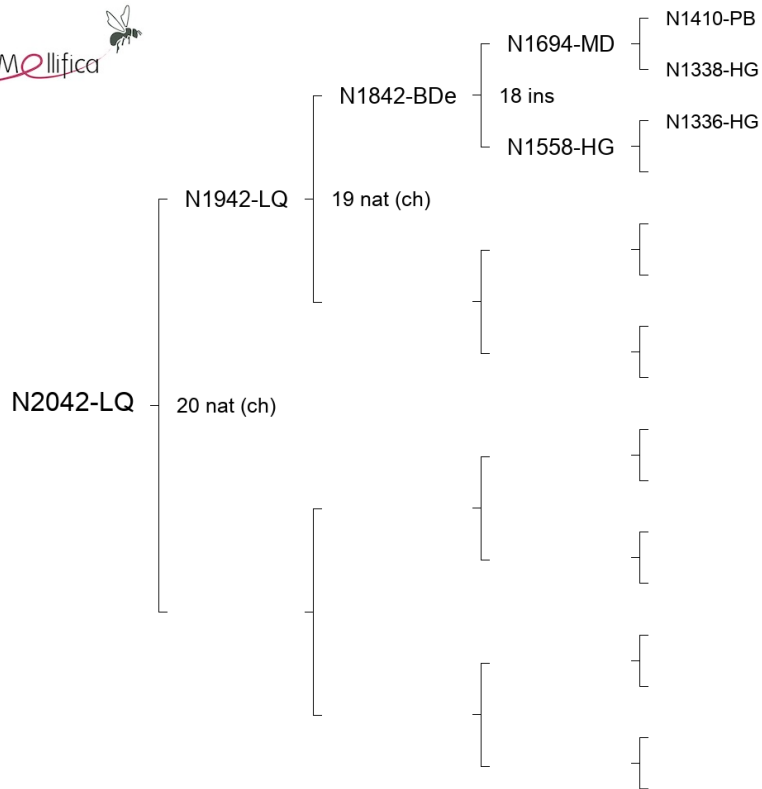 Mellifica
N1410-PB
N1694-MD
N1338-HG
N1842-BDe
18 ins
N1336-HG
N1558-HG
N1942-LQ
19 nat (ch)
N2042-LQ
20 nat (ch)